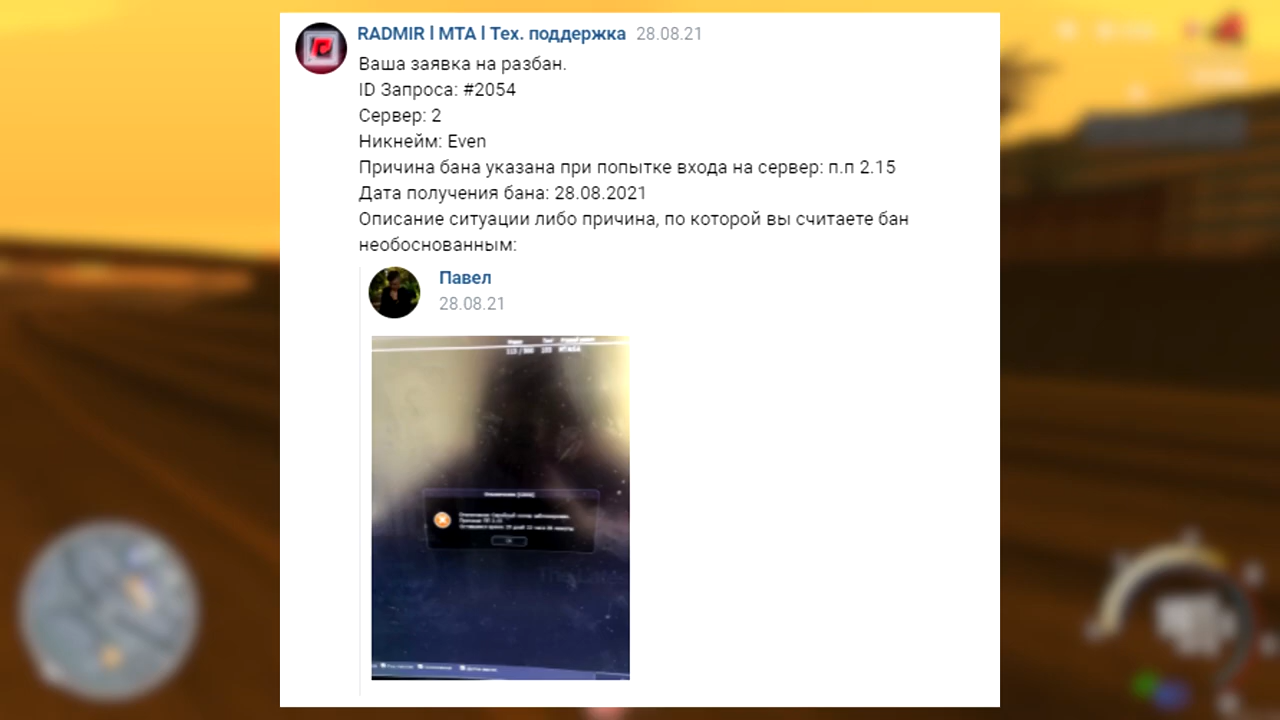 RADMIR l MTA l Тех. поддержка 28.08.21
Ваша заявка на разбан.
ID Запроса: #2054
Сервер: 2
Никнейм: Even
Причина бана указана при попытке входа на сервер: п.п 2.15
Дата получения бана: 28.08.2021
Описание ситуации либо причина, по которой вы считаете бан
необоснованным:
Павел
28.08.21